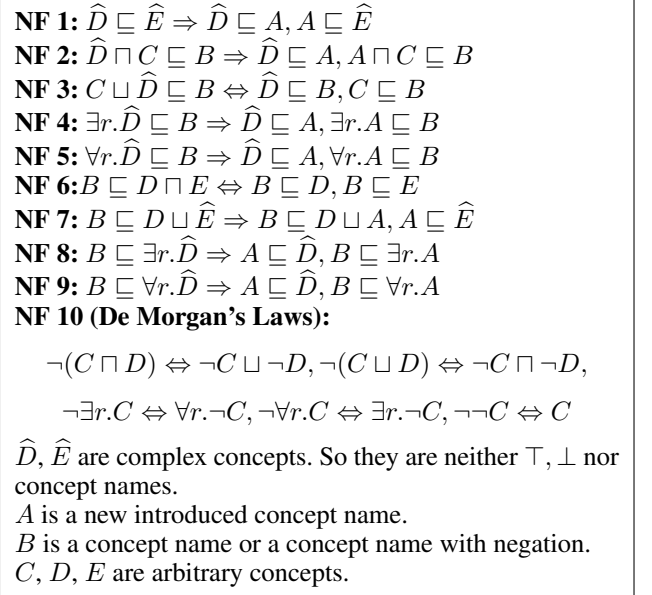 NF 1: D̂ ⊑ Ê ⇒ D̂ ⊑ A, A ⊑ Ê
NF 2: D̂ ⊓ C ⊑ B ⇒ D̂ ⊑ A, A ⊓ C ⊑ B
NF 3: C ⊔ D̂ ⊑ B ⇔ D̂ ⊑ B, C ⊑ B
NF 4: ∃r.D̂ ⊑ B ⇒ D̂ ⊑ A, ∃r.A ⊑ B
NF 5: ∀r.D̂ ⊑ B ⇒ D̂ ⊑ A, ∀r.A ⊑ B
NF 6:B ⊑ D ⊓ E ⇔ B ⊑ D, B ⊑ E
NF 7: B ⊑ D ⊔ Ê ⇒ B ⊑ D ⊔ A, A ⊑ Ê
NF 8: B ⊑ ∃r.D̂ ⇒ A ⊑ D̂, B ⊑ ∃r.A
NF 9: B ⊑ ∀r.D̂ ⇒ A ⊑ D̂, B ⊑ ∀r.A
NF 10 (De Morgan's Laws):
¬(C ⊓ D) ⇔ ¬C ⊔ ¬D, ¬(C ⊔ D) ⇔ ¬C ⊓ ¬D,
¬∃r.C ⇔ ∀r.¬C, ¬∀r.C ⇔ ∃r.¬C, ¬¬C ⇔ C
D̂, Ê are complex concepts. So they are neither ⊤, ⊥ nor
concept names.
A is a new introduced concept name.
B is a concept name or a concept name with negation.
C, D, E are arbitrary concepts.